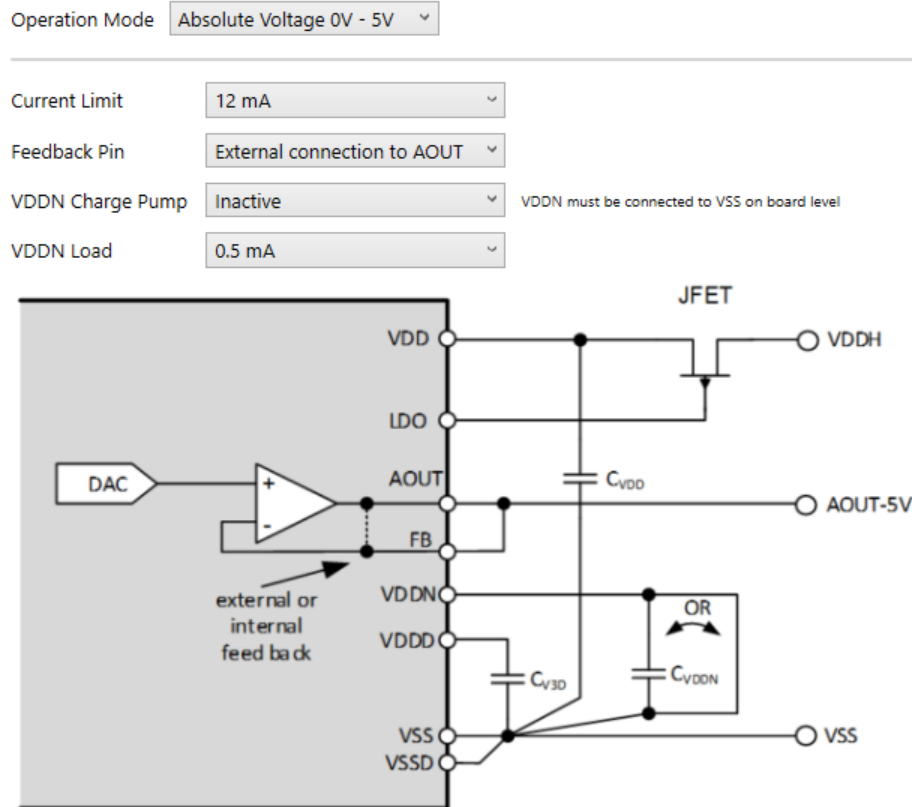 Operation Mode Absolute Voltage 0V - 5V
Current Limit 12 mA
Feedback Pin External connection to AOUT
VDDN Charge Pump Inactive VDDN must be connected to VSS on board level
VDDN Load 0.5 mA
JFET
VDD VDDH
LDO
DAC + AOUT CVDD
AOUT-5V
- FB
external or
internal
feed back
VDDN OR
VDDD CV3D CVDDN
VSS VSS
VSSD